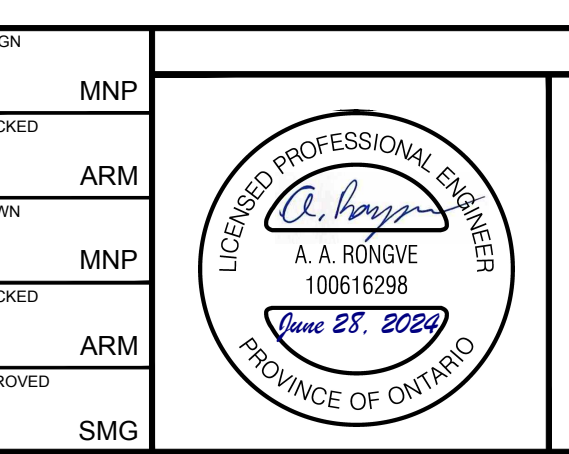 GN
MNP
CKED
ARM
WN
MNP
CKED
ARM
ROVED
SMG
LICENSED PROFESSIONAL ENGINEER
A. A. RONGVE
100616298
June 28, 2024
PROVINCE OF ONTARIO